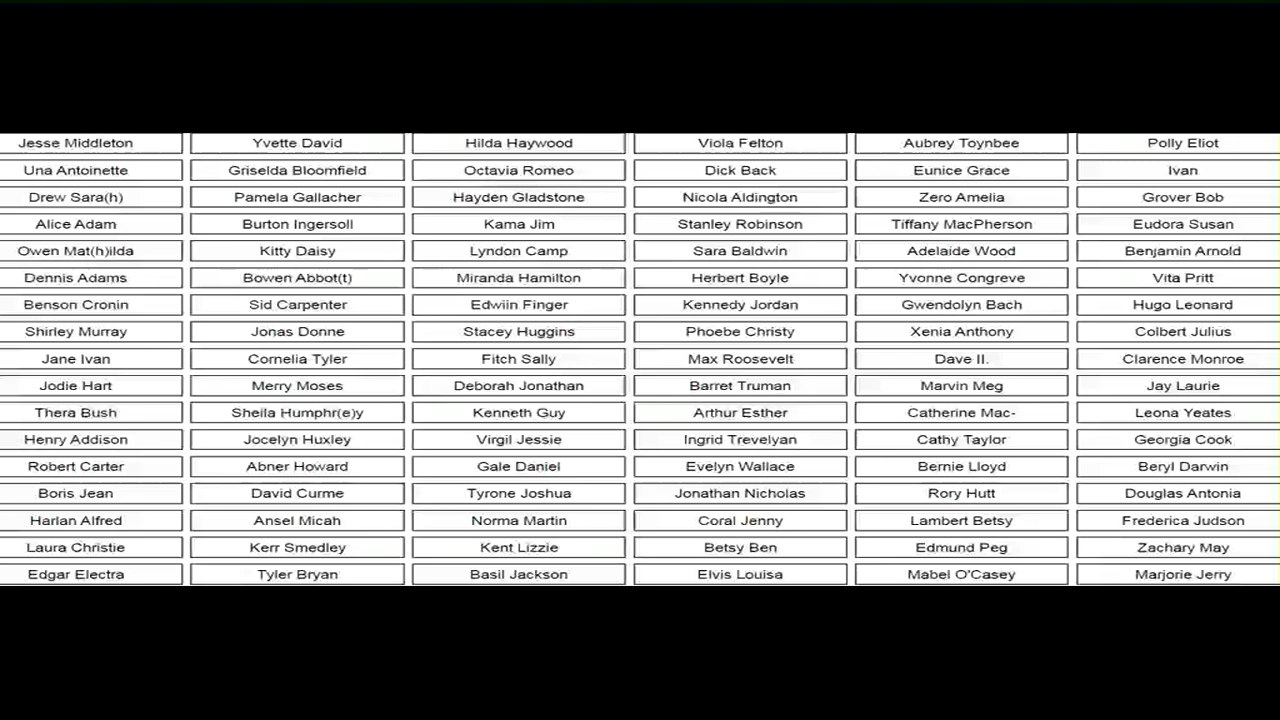 Jesse Middleton Yvette David Hilda Haywood Viola Felton Aubrey Toynbee Polly Eliot
Una Antoinette Griselda Bloomfield Octavia Romeo Dick Back Eunice Grace Ivan
Drew Sara(h) Pamela Gallacher Hayden Gladstone Nicola Aldington Zero Amelia Grover Bob
Alice Adam Burton Ingersoll Kama Jim Stanley Robinson Tiffany MacPherson Eudora Susan
Owen Mat(h)ilda Kitty Daisy Lyndon Camp Sara Baldwin Adelaide Wood Benjamin Arnold
Dennis Adams Bowen Abbot(t) Miranda Hamilton Herbert Boyle Yvonne Congreve Vita Pritt
Benson Cronin Sid Carpenter Edwiin Finger Kennedy Jordan Gwendolyn Bach Hugo Leonard
Shirley Murray Jonas Donne Stacey Huggins Phoebe Christy Xenia Anthony Colbert Julius
Jane Ivan Cornelia Tyler Fitch Sally Max Roosevelt Dave II. Clarence Monroe
Jodie Hart Merry Moses Deborah Jonathan Barret Truman Marvin Meg Jay Laurie
Thera Bush Sheila Humphr(e)y Kenneth Guy Arthur Esther Catherine Mac- Leona Yeates
Henry Addison Jocelyn Huxley Virgil Jessie Ingrid Trevelyan Cathy Taylor Georgia Cook
Robert Carter Abner Howard Gale Daniel Evelyn Wallace Bernie Lloyd Beryl Darwin
Boris Jean David Curme Tyrone Joshua Jonathan Nicholas Rory Hutt Douglas Antonia
Harlan Alfred Ansel Micah Norma Martin Coral Jenny Lambert Betsy Frederica Judson
Laura Christie Kerr Smedley Kent Lizzie Betsy Ben Edmund Peg Zachary May
Edgar Electra Tyler Bryan Basil Jackson Elvis Louisa Mabel O'Casey Marjorie Jerry